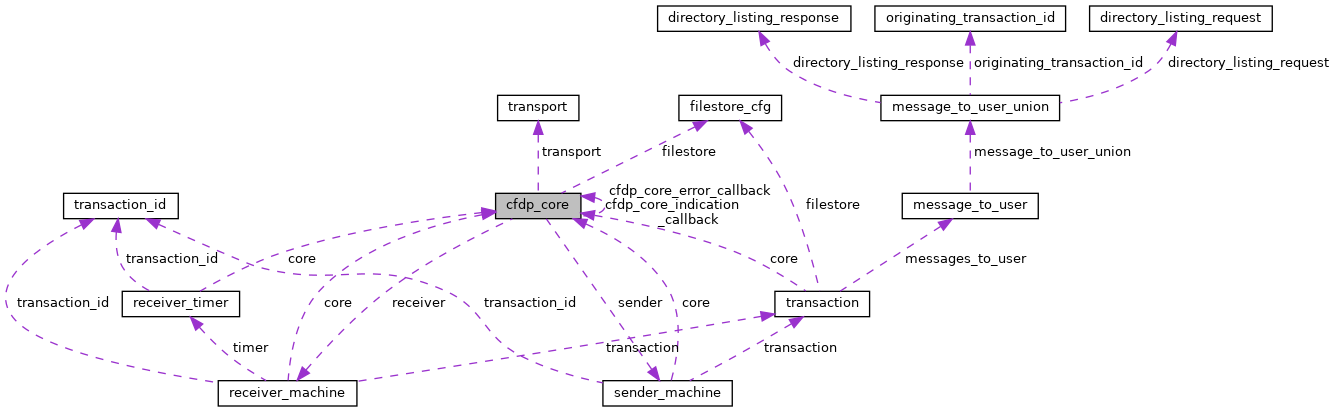 directory_listing_response
originating_transaction_id
directory_listing_request
directory_listing_response
originating_transaction_id
directory_listing_request
transport
filestore_cfg
message_to_user_union
transport
filestore
message_to_user_union
transaction_id
cfdp_core
cfdp_core_error_callback
cfdp_core_indication
_callback
filestore
message_to_user
transaction_id
core
core
messages_to_user
transaction_id
receiver_timer
core
receiver
transaction_id
sender
core
transaction
timer
transaction
transaction
receiver_machine
sender_machine